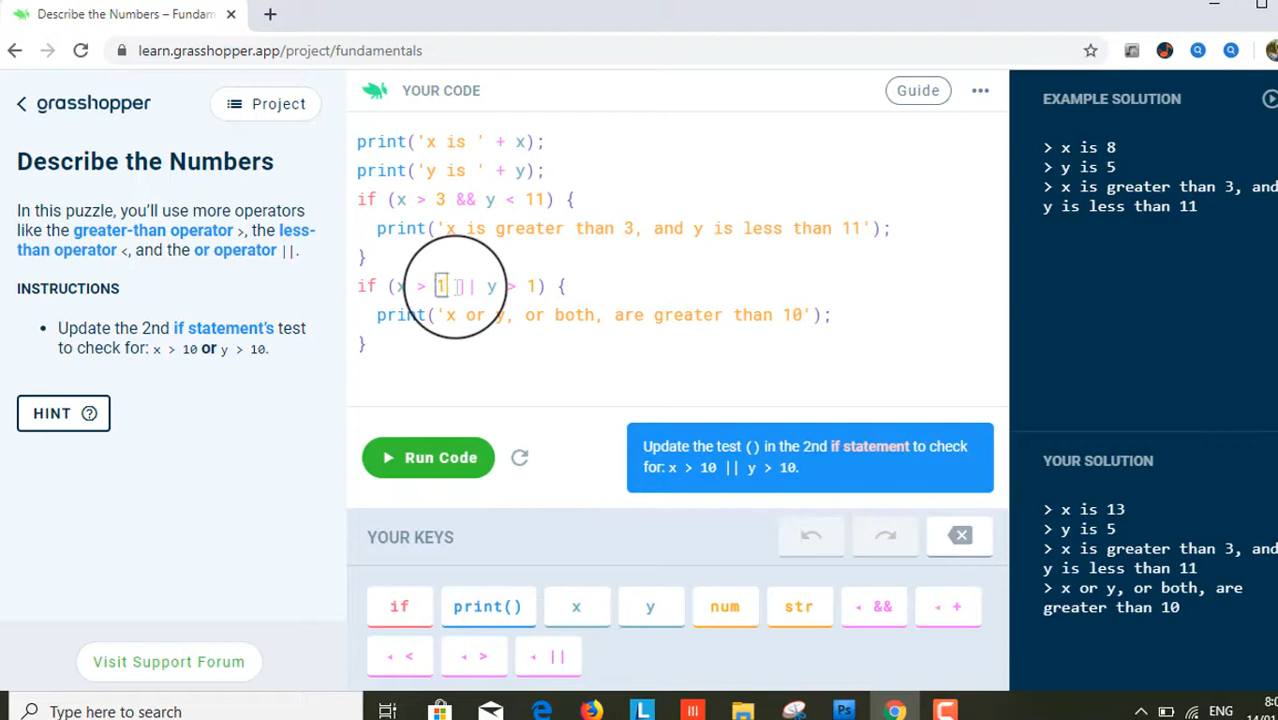 Describe the Numbers – Fundam
learn.grasshopper.app/project/fundamentals
grasshopper
Project
Describe the Numbers
In this puzzle, you'll use more operators
like the greater-than operator >, the less-
than operator <, and the or operator ||.
INSTRUCTIONS
• Update the 2nd if statement's test
to check for: x > 10 or y > 10.
HINT
Visit Support Forum
YOUR CODE
Guide
print('x is ' + x);
print('y is ' + y);
if (x > 3 && y < 11) {
print('x is greater than 3, and y is less than 11');
}
if (x > 1 || y > 1) {
print('x or y, or both, are greater than 10');
}
Run Code
Update the test () in the 2nd if statement to check
for: x > 10 || y > 10.
YOUR KEYS
if
print()
x
y
num
str
&&
+
<
>
||
EXAMPLE SOLUTION
> x is 8
> y is 5
> x is greater than 3, and
y is less than 11
YOUR SOLUTION
> x is 13
> y is 5
> x is greater than 3, and
y is less than 11
> x or y, or both, are
greater than 10
Type here to search
L
Ps
ENG